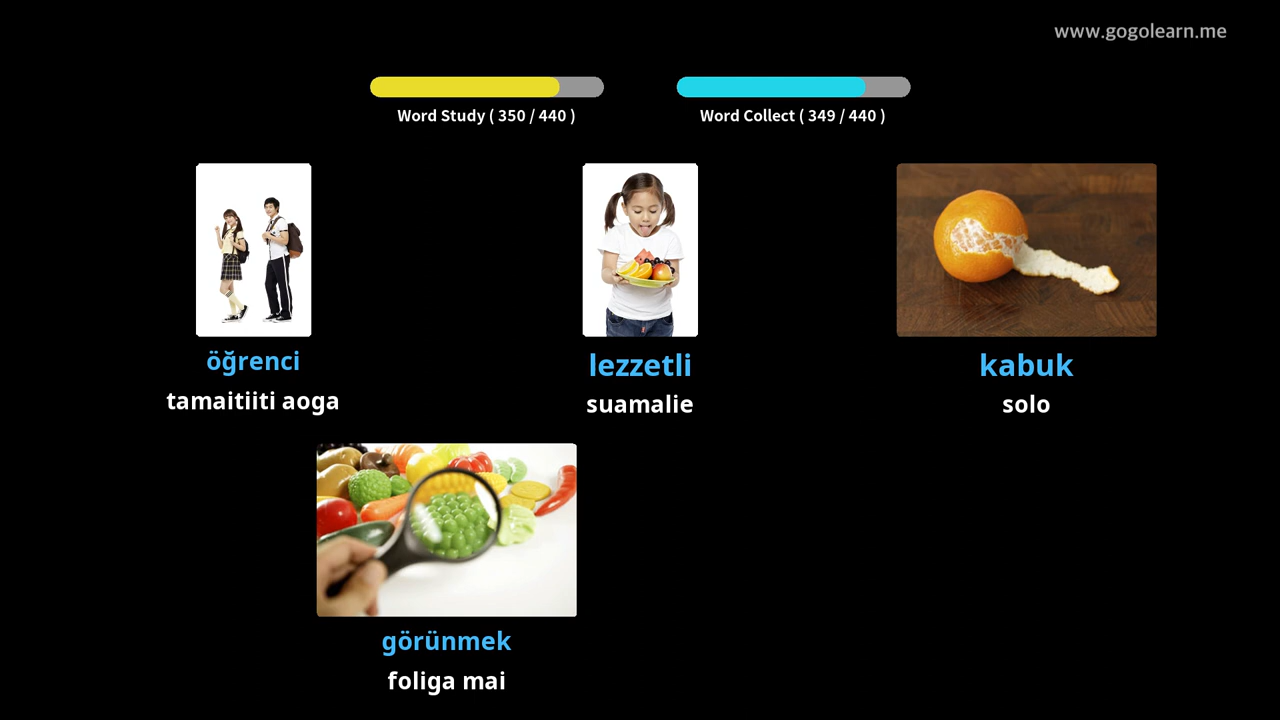 www.gogolearn.me
Word Study ( 350 / 440 )
Word Collect ( 349 / 440 )
öğrenci
tamaitiiti aoga
lezzetli
suamalie
kabuk
solo
görünmek
foliga mai